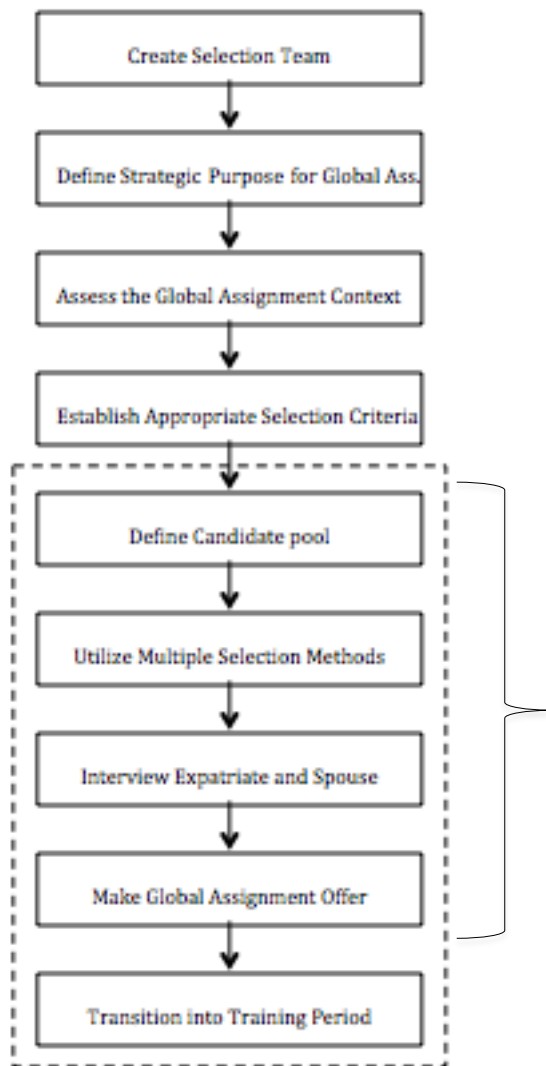 Create Selection Team
Define Strategic Purpose for Global Ass.
Assess the Global Assignment Context
Establish Appropriate Selection Criteria
Define Candidate pool
Utilize Multiple Selection Methods
Interview Expatriate and Spouse
Make Global Assignment Offer
Transition into Training Period